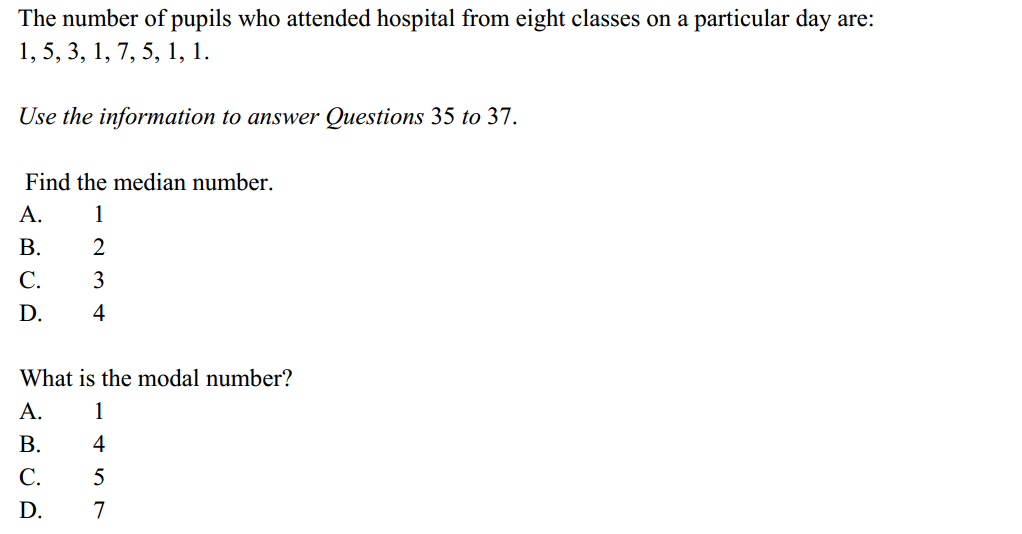 The number of pupils who attended hospital from eight classes on a particular day are:
1, 5, 3, 1, 7, 5, 1, 1.
Use the information to answer Questions 35 to 37.
Find the median number.
A. 1
B. 2
C. 3
D. 4
What is the modal number?
A. 1
B. 4
C. 5
D. 7